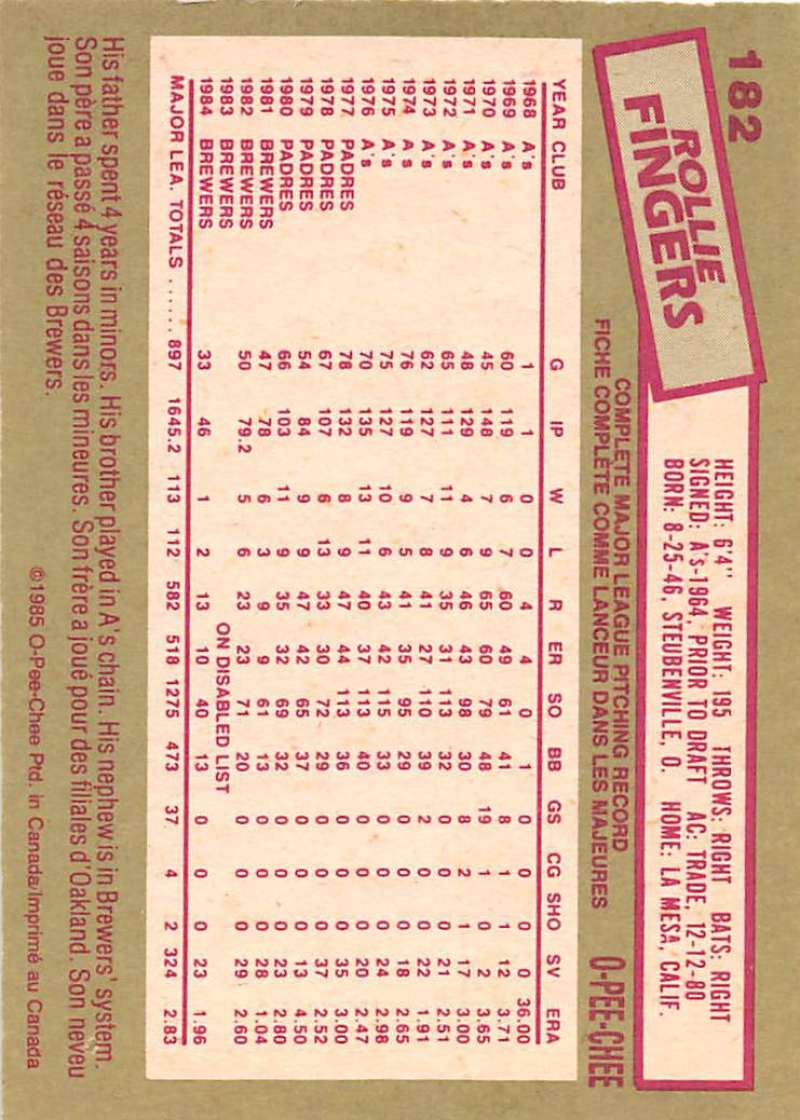 182
ROLLIE
FINGERS
HEIGHT: 6'4" WEIGHT: 195 THROWS: RIGHT BATS: RIGHT
SIGNED: A's-1964, PRIOR TO DRAFT AC: TRADE, 12-12-80
BORN: 8-25-46, STEUBENVILLE, O. HOME: LA MESA, CALIF.
COMPLETE MAJOR LEAGUE PITCHING RECORD
FICHE COMPLÈTE COMME LANCEUR DANS LES MAJEURES
O-PEE-CHEE
YEAR CLUB G IP W L R ER SO BB GS CG SHO SV ERA
1968 A's 1 1 0 0 4 4 0 1 0 0 0 0 36.00
1969 A's 60 119 6 7 60 49 61 41 8 1 1 12 3.71
1970 A's 45 148 7 9 65 60 79 48 19 1 0 2 3.65
1971 A's 48 129 4 6 46 43 98 30 8 2 1 17 3.00
1972 A's 65 111 11 9 35 31 113 32 0 0 0 21 2.51
1973 A's 62 127 7 8 41 27 110 39 2 0 0 22 1.91
1974 A's 76 119 9 5 41 35 95 29 0 0 0 18 2.65
1975 A's 75 127 10 6 43 42 115 33 0 0 0 24 2.98
1976 A's 70 135 13 11 40 37 113 40 0 0 0 20 2.47
1977 PADRES 78 132 8 9 47 44 113 36 0 0 0 35 3.00
1978 PADRES 67 107 6 13 33 30 72 29 0 0 0 37 2.52
1979 PADRES 54 84 9 9 47 42 65 37 0 0 0 13 4.50
1980 PADRES 66 103 11 9 35 32 69 32 0 0 0 23 2.80
1981 BREWERS 47 78 6 3 9 9 61 13 0 0 0 28 1.04
1982 BREWERS 50 79.2 5 6 23 23 71 20 0 0 0 29 2.60
1983 BREWERS ON DISABLED LIST
1984 BREWERS 33 46 1 2 13 10 40 13 0 0 0 23 1.96
MAJOR LEA. TOTALS ...... 897 1645.2 113 112 582 518 1275 473 37 4 2 324 2.83
His father spent 4 years in minors. His brother played in A's chain. His nephew is in Brewers' system.
Son père a passé 4 saisons dans les mineures. Son frère a joué pour des filiales d'Oakland. Son neveu
joue dans le réseau des Brewers.
©1985 O-Pee-Chee Ptd. in Canada/Imprimé au Canada